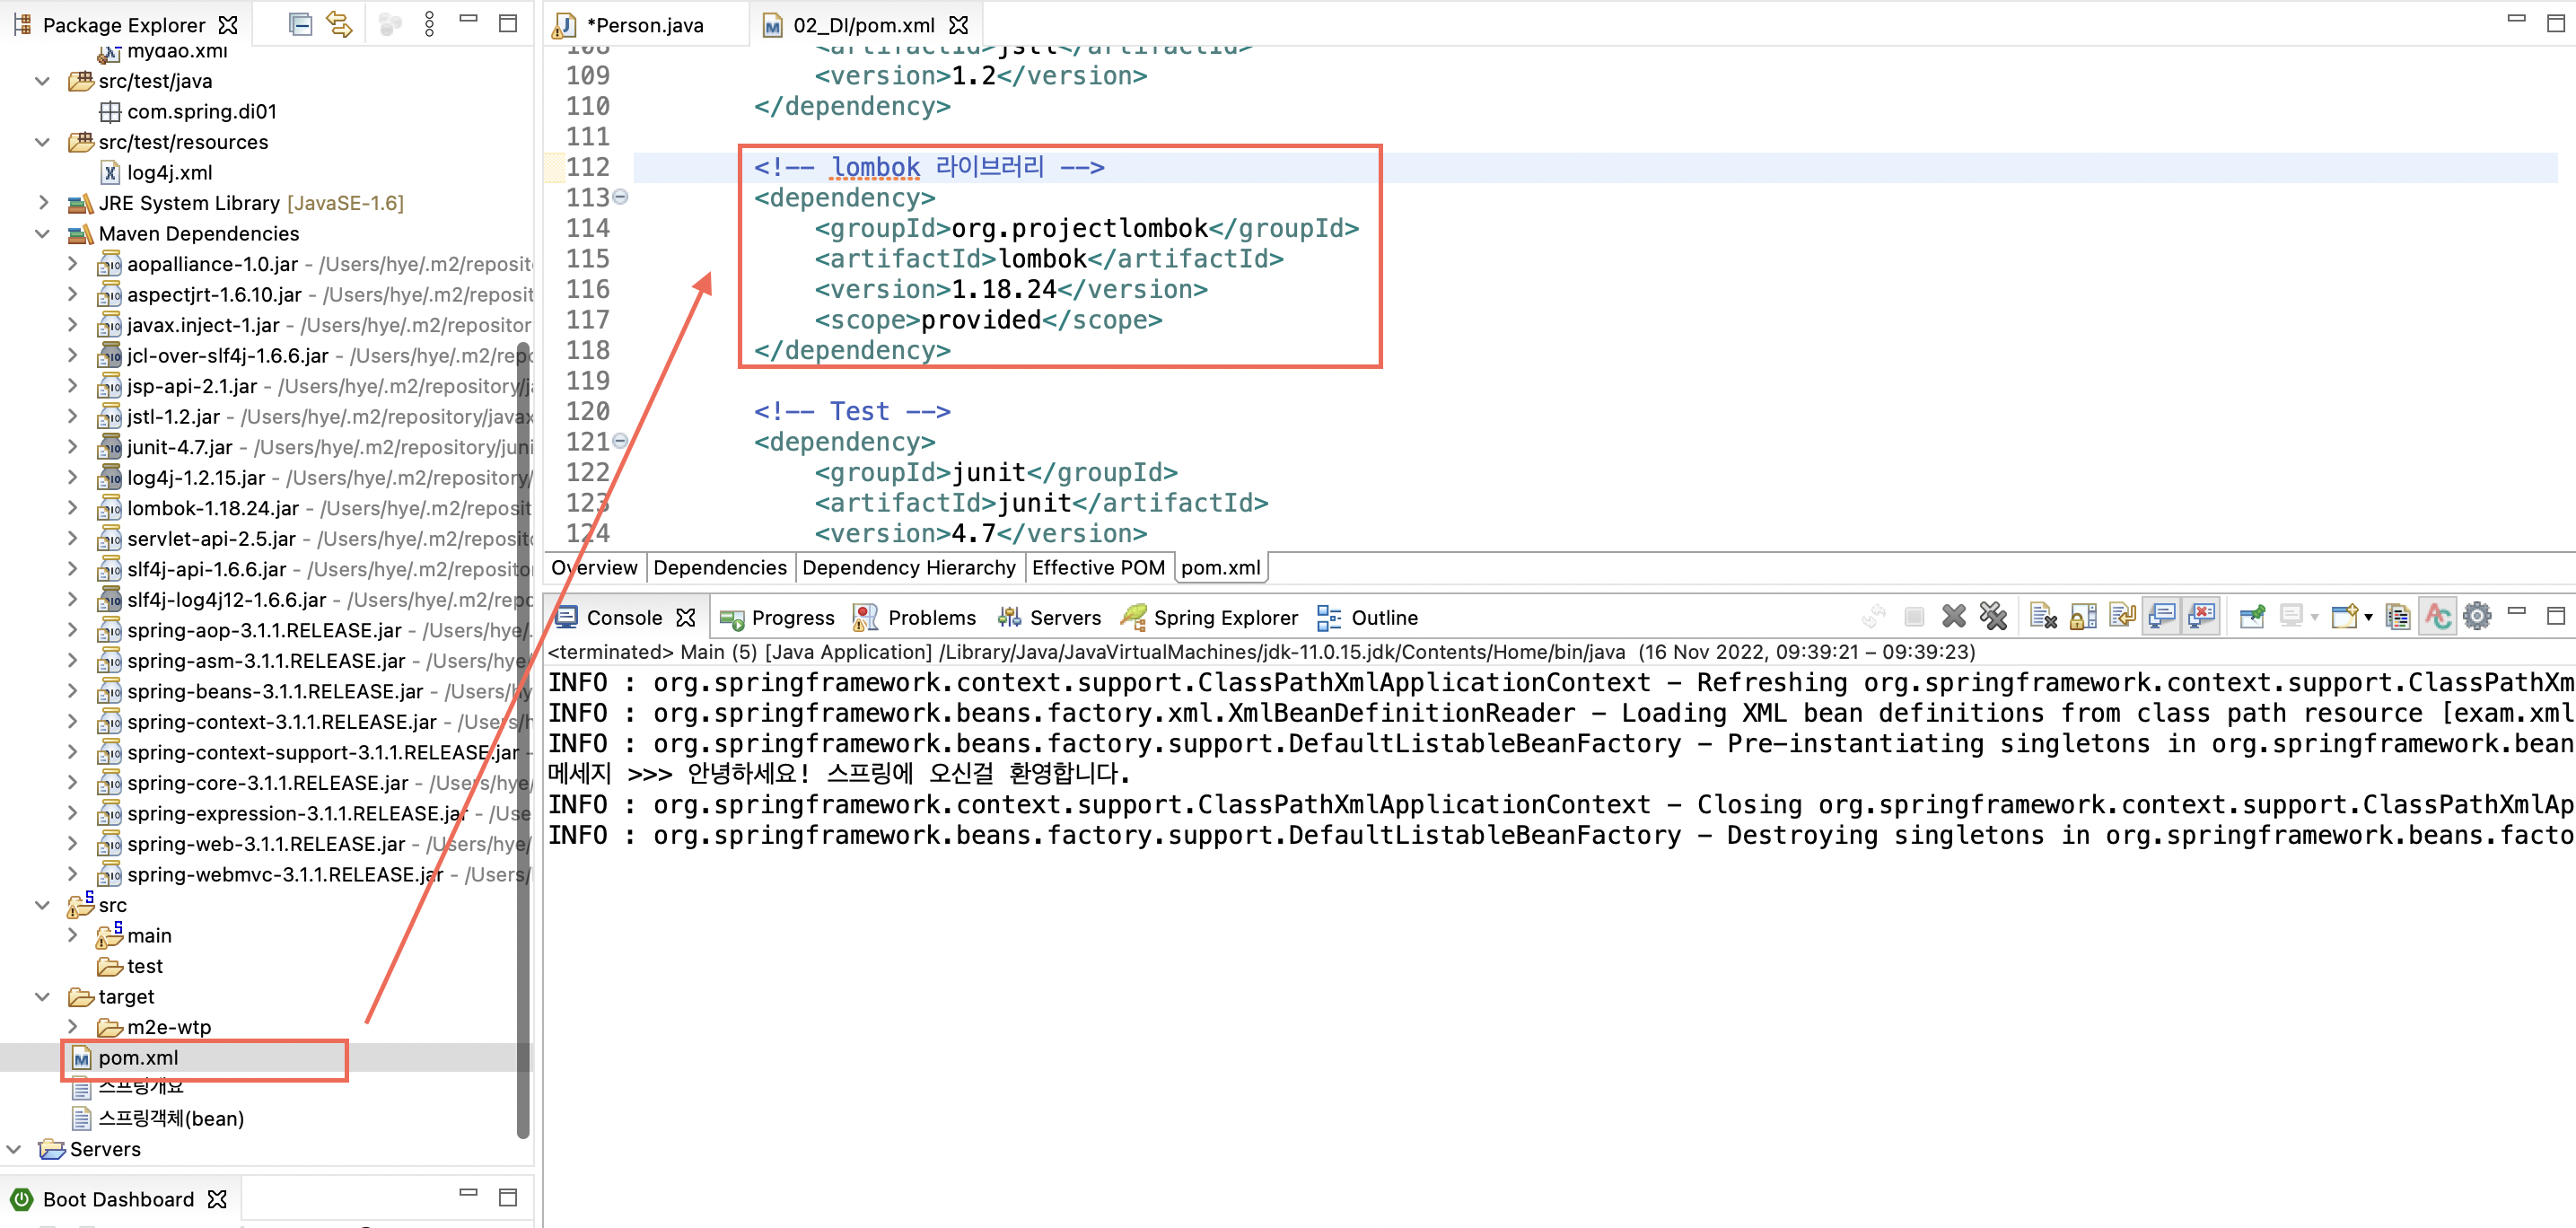 Package Explorer
mydao.xml
src/test/java
com.spring.di01
src/test/resources
log4j.xml
JRE System Library [JavaSE-1.6]
Maven Dependencies
aopalliance-1.0.jar - /Users/hye/.m2/reposit
aspectjrt-1.6.10.jar - /Users/hye/.m2/reposit
javax.inject-1.jar - /Users/hye/.m2/repositor
jcl-over-slf4j-1.6.6.jar - /Users/hye/.m2/repo
jsp-api-2.1.jar - /Users/hye/.m2/repository/ja
jstl-1.2.jar - /Users/hye/.m2/repository/javax
junit-4.7.jar - /Users/hye/.m2/repository/juni
log4j-1.2.15.jar - /Users/hye/.m2/repository/
lombok-1.18.24.jar - /Users/hye/.m2/reposit
servlet-api-2.5.jar - /Users/hye/.m2/reposito
slf4j-api-1.6.6.jar - /Users/hye/.m2/reposito
slf4j-log4j12-1.6.6.jar - /Users/hye/.m2/repo
spring-aop-3.1.1.RELEASE.jar - /Users/hye/.
spring-asm-3.1.1.RELEASE.jar - /Users/hye
spring-beans-3.1.1.RELEASE.jar - /Users/hy
spring-context-3.1.1.RELEASE.jar - /Users/h
spring-context-support-3.1.1.RELEASE.jar -
spring-core-3.1.1.RELEASE.jar - /Users/hye/
spring-expression-3.1.1.RELEASE.jar - /Use
spring-web-3.1.1.RELEASE.jar - /Users/hye/
spring-webmvc-3.1.1.RELEASE.jar - /Users/
src
main
test
target
m2e-wtp
pom.xml
스프링개요
스프링객체(bean)
Servers
Boot Dashboard
*Person.java
02_DI/pom.xml
108 <artifactId>jstl</artifactId>
109 <version>1.2</version>
110 </dependency>
111
112 <!-- lombok 라이브러리 -->
113 <dependency>
114 <groupId>org.projectlombok</groupId>
115 <artifactId>lombok</artifactId>
116 <version>1.18.24</version>
117 <scope>provided</scope>
118 </dependency>
119
120 <!-- Test -->
121 <dependency>
122 <groupId>junit</groupId>
123 <artifactId>junit</artifactId>
124 <version>4.7</version>
Overview Dependencies Dependency Hierarchy Effective POM pom.xml
Console Progress Problems Servers Spring Explorer Outline
<terminated> Main (5) [Java Application] /Library/Java/JavaVirtualMachines/jdk-11.0.15.jdk/Contents/Home/bin/java (16 Nov 2022, 09:39:21 – 09:39:23)
INFO : org.springframework.context.support.ClassPathXmlApplicationContext - Refreshing org.springframework.context.support.ClassPathXm
INFO : org.springframework.beans.factory.xml.XmlBeanDefinitionReader - Loading XML bean definitions from class path resource [exam.xml
INFO : org.springframework.beans.factory.support.DefaultListableBeanFactory - Pre-instantiating singletons in org.springframework.bean
메세지 >>> 안녕하세요! 스프링에 오신걸 환영합니다.
INFO : org.springframework.context.support.ClassPathXmlApplicationContext - Closing org.springframework.context.support.ClassPathXmlAp
INFO : org.springframework.beans.factory.support.DefaultListableBeanFactory - Destroying singletons in org.springframework.beans.facto